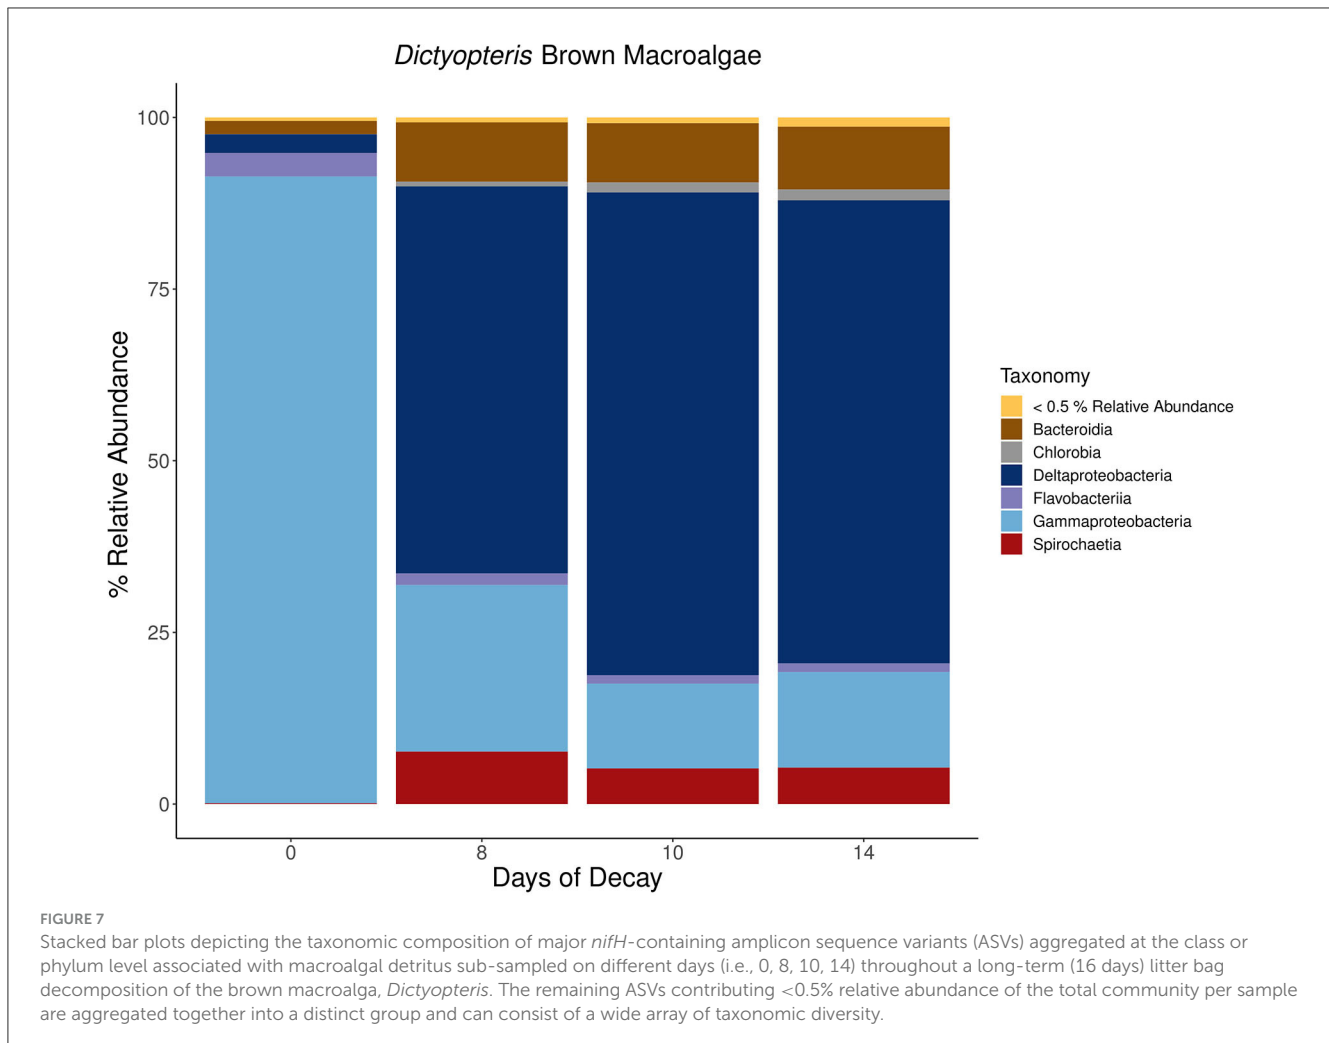 Dictyopteris Brown Macroalgae
% Relative Abundance
100
75
50
25
0
0
8
10
14
Days of Decay
Taxonomy
< 0.5 % Relative Abundance
Bacteroidia
Chlorobia
Deltaproteobacteria
Flavobacteriia
Gammaproteobacteria
Spirochaetia
FIGURE 7
Stacked bar plots depicting the taxonomic composition of major nifH-containing amplicon sequence variants (ASVs) aggregated at the class or
phylum level associated with macroalgal detritus sub-sampled on different days (i.e., 0, 8, 10, 14) throughout a long-term (16 days) litter bag
decomposition of the brown macroalga, Dictyopteris. The remaining ASVs contributing <0.5% relative abundance of the total community per sample
are aggregated together into a distinct group and can consist of a wide array of taxonomic diversity.